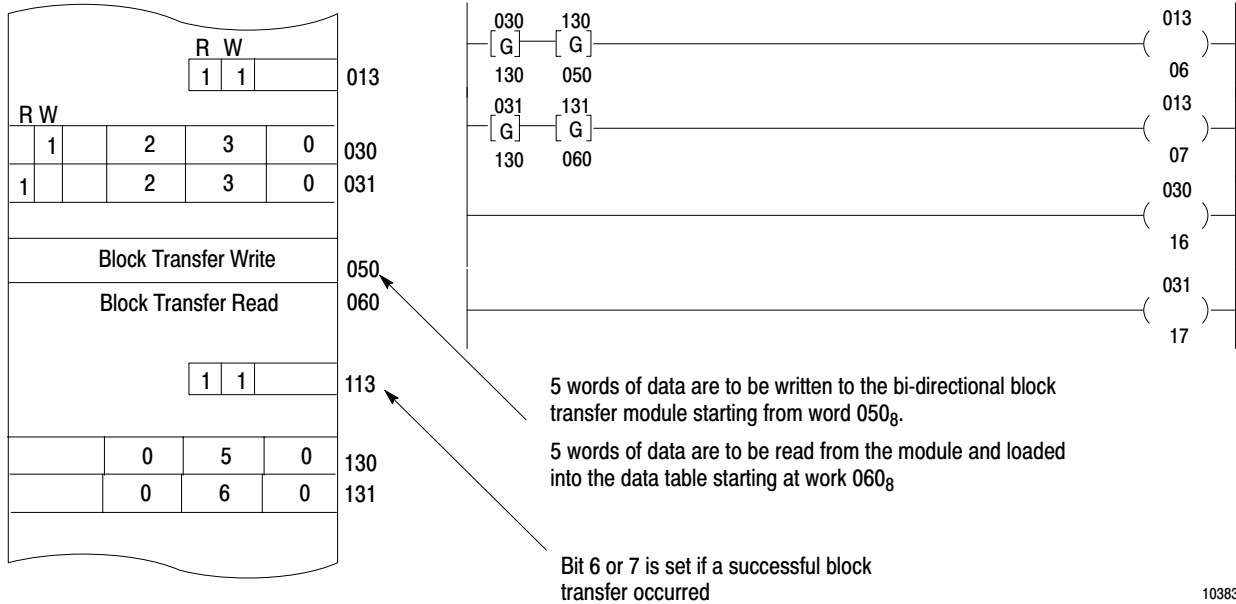 R W
1 1 013
R W
1 2 3 0 030
1 2 3 0 031
Block Transfer Write 050
Block Transfer Read 060
1 1 113
0 5 0 130
0 6 0 131
030 130 013
[ G ] [ G ] ( )
130 050 06
031 131 013
[ G ] [ G ] ( )
130 060 07
030
( )
16
031
( )
17
5 words of data are to be written to the bi-directional block
transfer module starting from word 050₈.
5 words of data are to be read from the module and loaded
into the data table starting at work 060₈
Bit 6 or 7 is set if a successful block
transfer occurred
10383